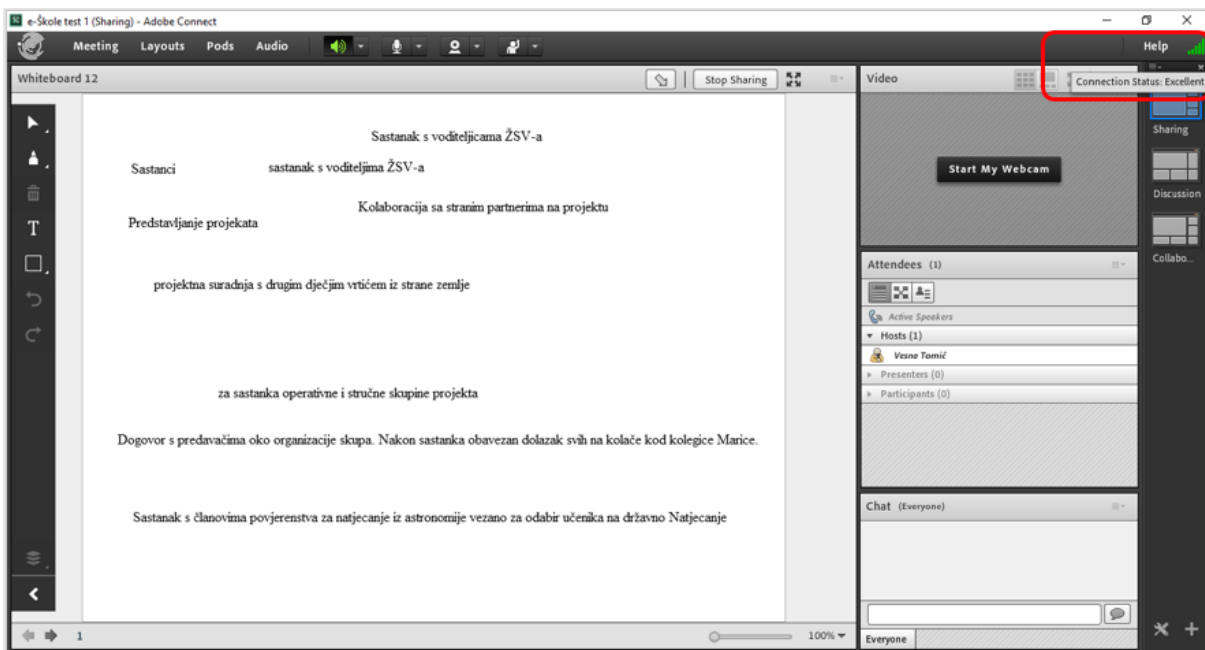 e-Škole test 1 (Sharing) - Adobe Connect
Meeting Layouts Pods Audio Help
Whiteboard 12 Stop Sharing
Video
Connection Status: Excellent
Sharing
Start My Webcam
Discussion
Collabo...
Sastanak s voditeljicama ŽSV-a
Sastanci sastanak s voditeljima ŽSV-a
Kolaboracija sa stranim partnerima na projektu
Predstavljanje projekata
T
projektna suradnja s drugim dječjim vrtićem iz strane zemlje
za sastanka operativne i stručne skupine projekta
Dogovor s predavačima oko organizacije skupa. Nakon sastanka obavezan dolazak svih na kolače kod kolegice Marice.
Sastanak s članovima povjerenstva za natjecanje iz astronomije vezano za odabir učenika na državno Natjecanje
1 100%
Attendees (1)
Active Speakers
Hosts (1)
Vesna Tomić
Presenters (0)
Participants (0)
Chat (Everyone)
Everyone